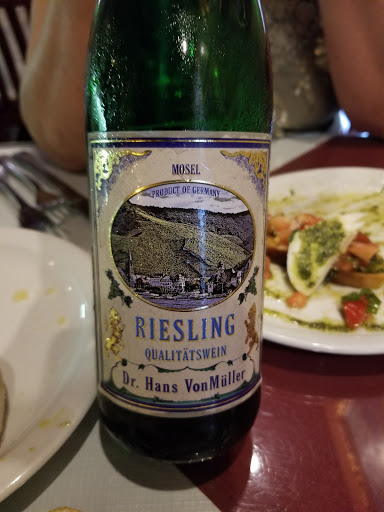 MOSEL
PRODUCT OF GERMANY
RIESLING
QUALITÄTSWEIN
Dr. Hans VonMüller